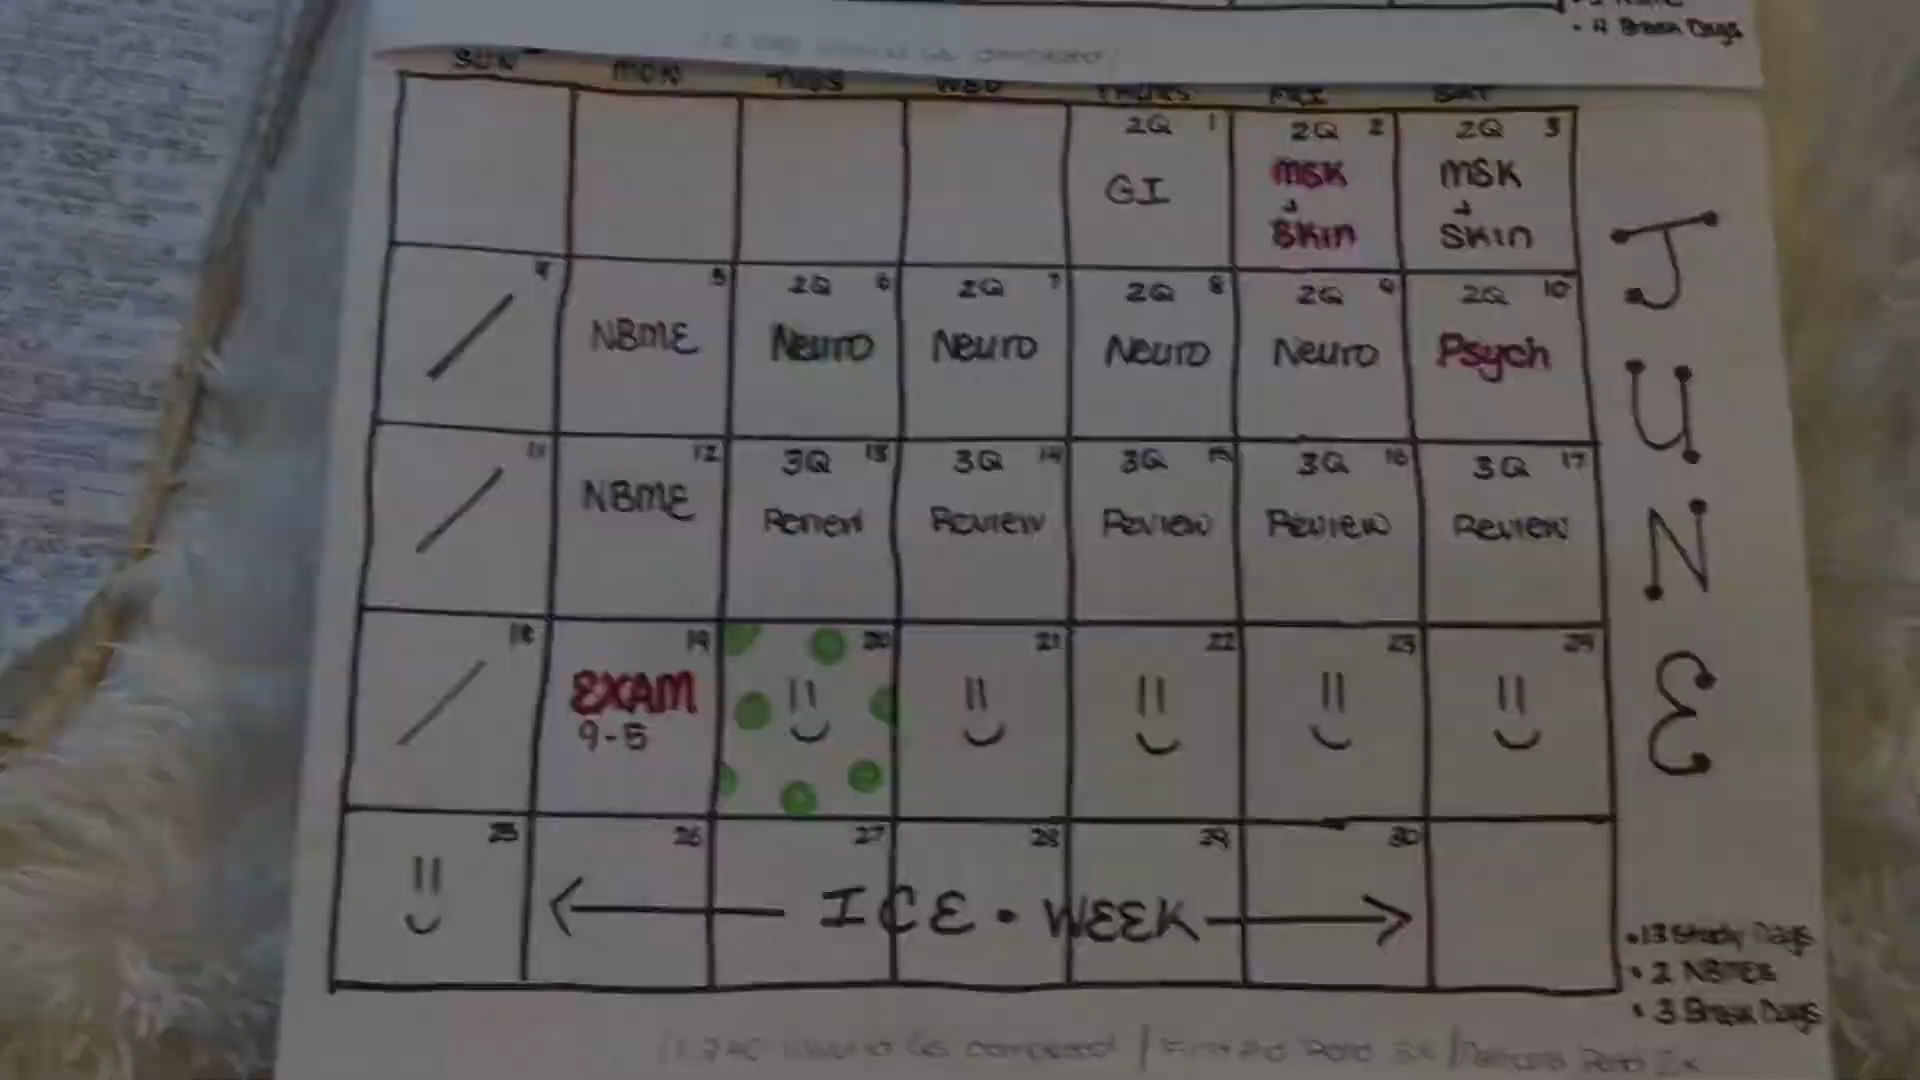 • 4 Break Days
SUN MON TUES WED THURS FRI SAT
2Q 1 2Q 2 2Q 3
GI MSK + Skin MSK + Skin
4 5 2Q 6 2Q 7 2Q 8 2Q 9 2Q 10
NBME Neuro Neuro Neuro Neuro Psych
11 12 3Q 13 3Q 14 3Q 15 3Q 16 3Q 17
NBME Review Review Review Review Review
18 19 20 21 22 23 24
EXAM
9-5
25 26 27 28 29 30
ICE • WEEK
JUNE
• 13 Study Days
• 2 NBMEs
• 3 Break Days